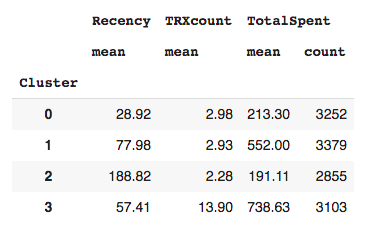 Recency TRXcount TotalSpent
mean mean mean count
Cluster
0 28.92 2.98 213.30 3252
1 77.98 2.93 552.00 3379
2 188.82 2.28 191.11 2855
3 57.41 13.90 738.63 3103